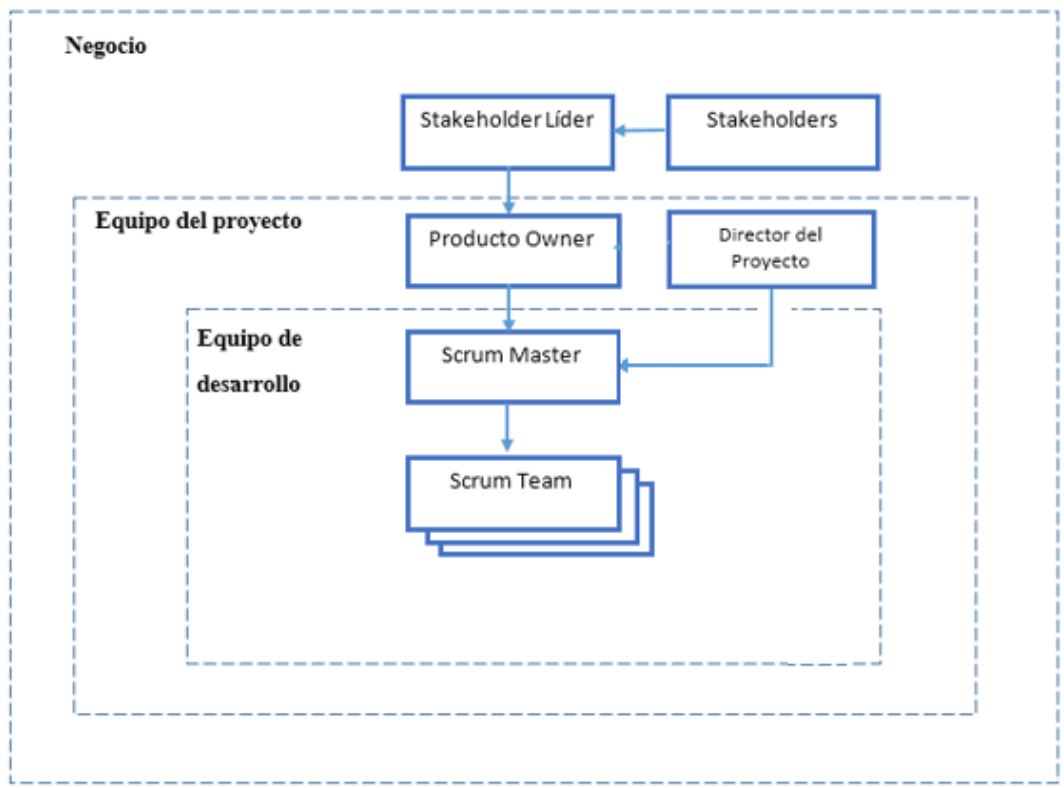 Negocio
Stakeholder Líder
Stakeholders
Equipo del proyecto
Producto Owner
Director del
Proyecto
Equipo de
desarrollo
Scrum Master
Scrum Team